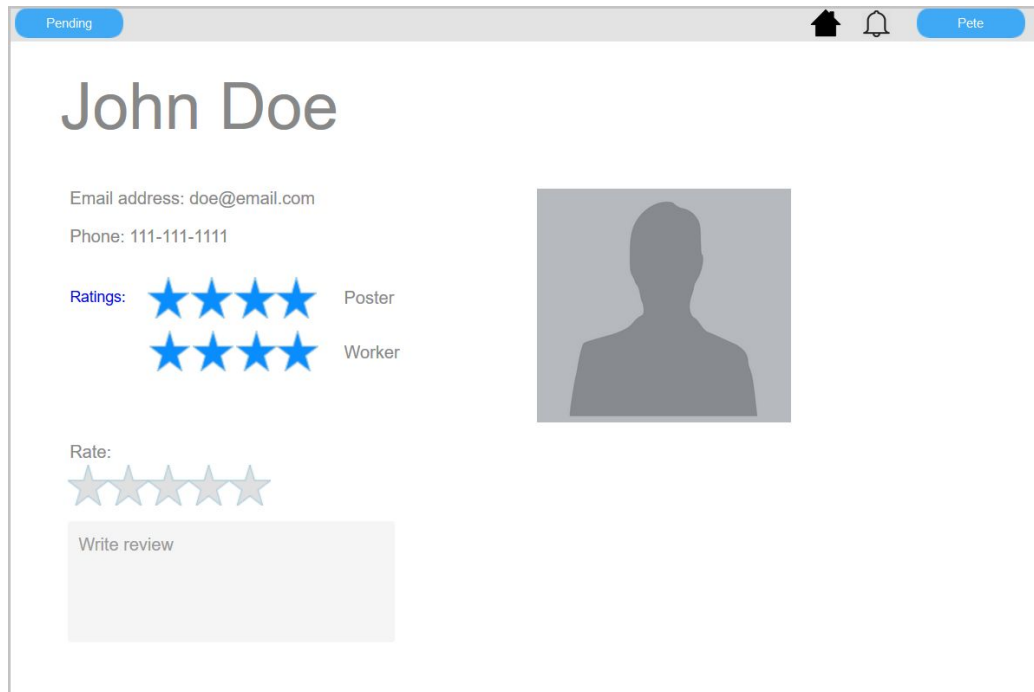 Pending
Pete
John Doe
Email address: doe@email.com
Phone: 111-111-1111
Ratings:
Poster
Worker
Rate:
Write review